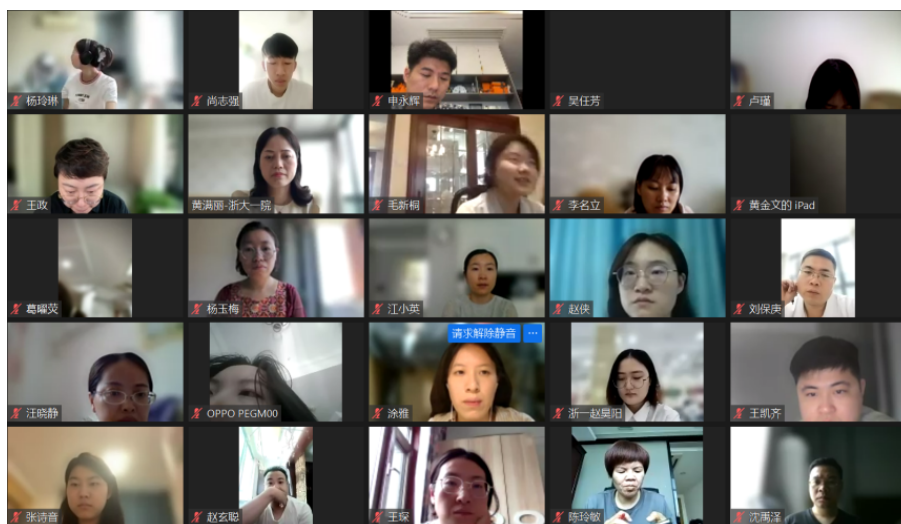 杨玲琳
尚志强
申永辉
吴任芳
卢瑾
王政
黄满丽-浙大一院
毛新桐
李名立
黄金文的 iPad
葛曜荧
杨玉梅
江小英
赵侠
刘保庚
请求解除静音 ···
汪晓静
OPPO PEGM00
涂雅
浙一赵昊阳
王凯齐
张诗音
赵玄聪
王琛
陈玲敏
沈禹泽